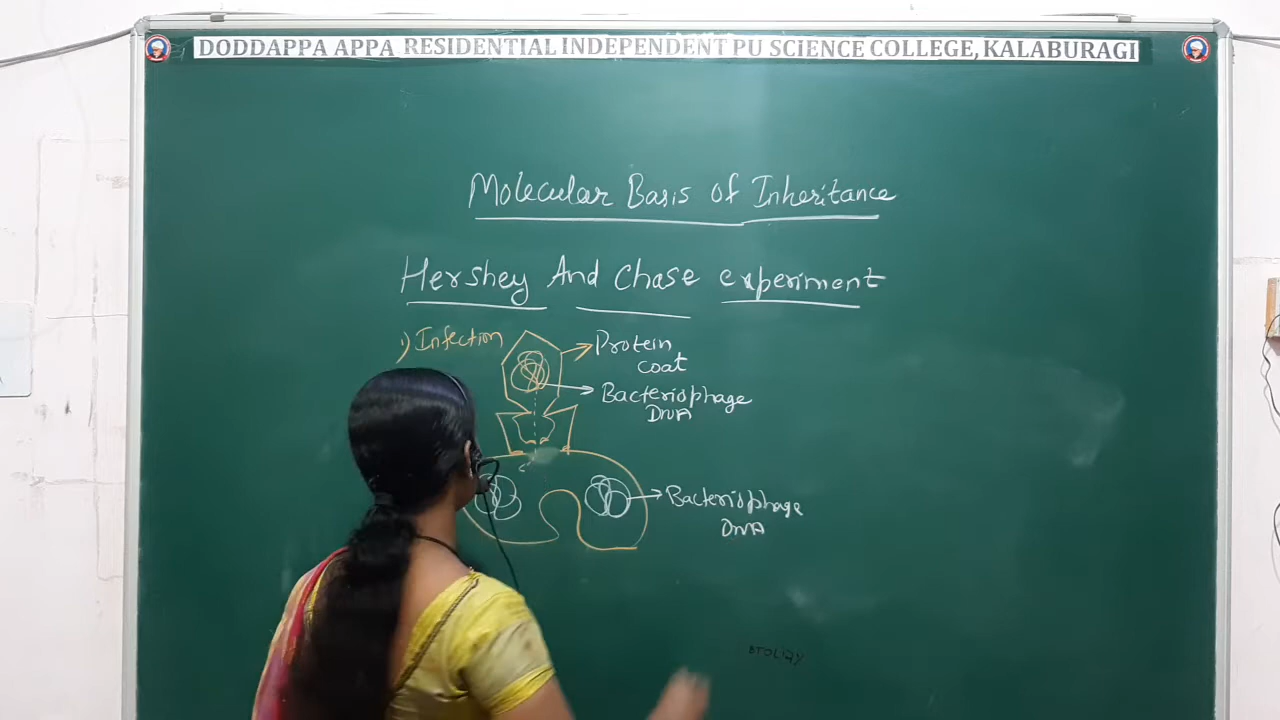 DODDAPPA APPA RESIDENTIAL INDEPENDENT PU SCIENCE COLLEGE, KALABURAGI
Molecular Basis of Inheritance
Hershey And Chase experiment
1) Infection
Protein
coat
Bacteriophage
DNA
Bacteriophage
DNA